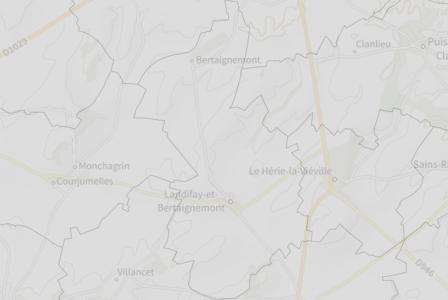 D1029
Clanlieu
Puis
Cla
Bertaignemont
Monchagrin
Courjumelles
Le Hérie-la-Viéville
Sains-R
Landifay-et-
Bertaignemont
Villancet
D946